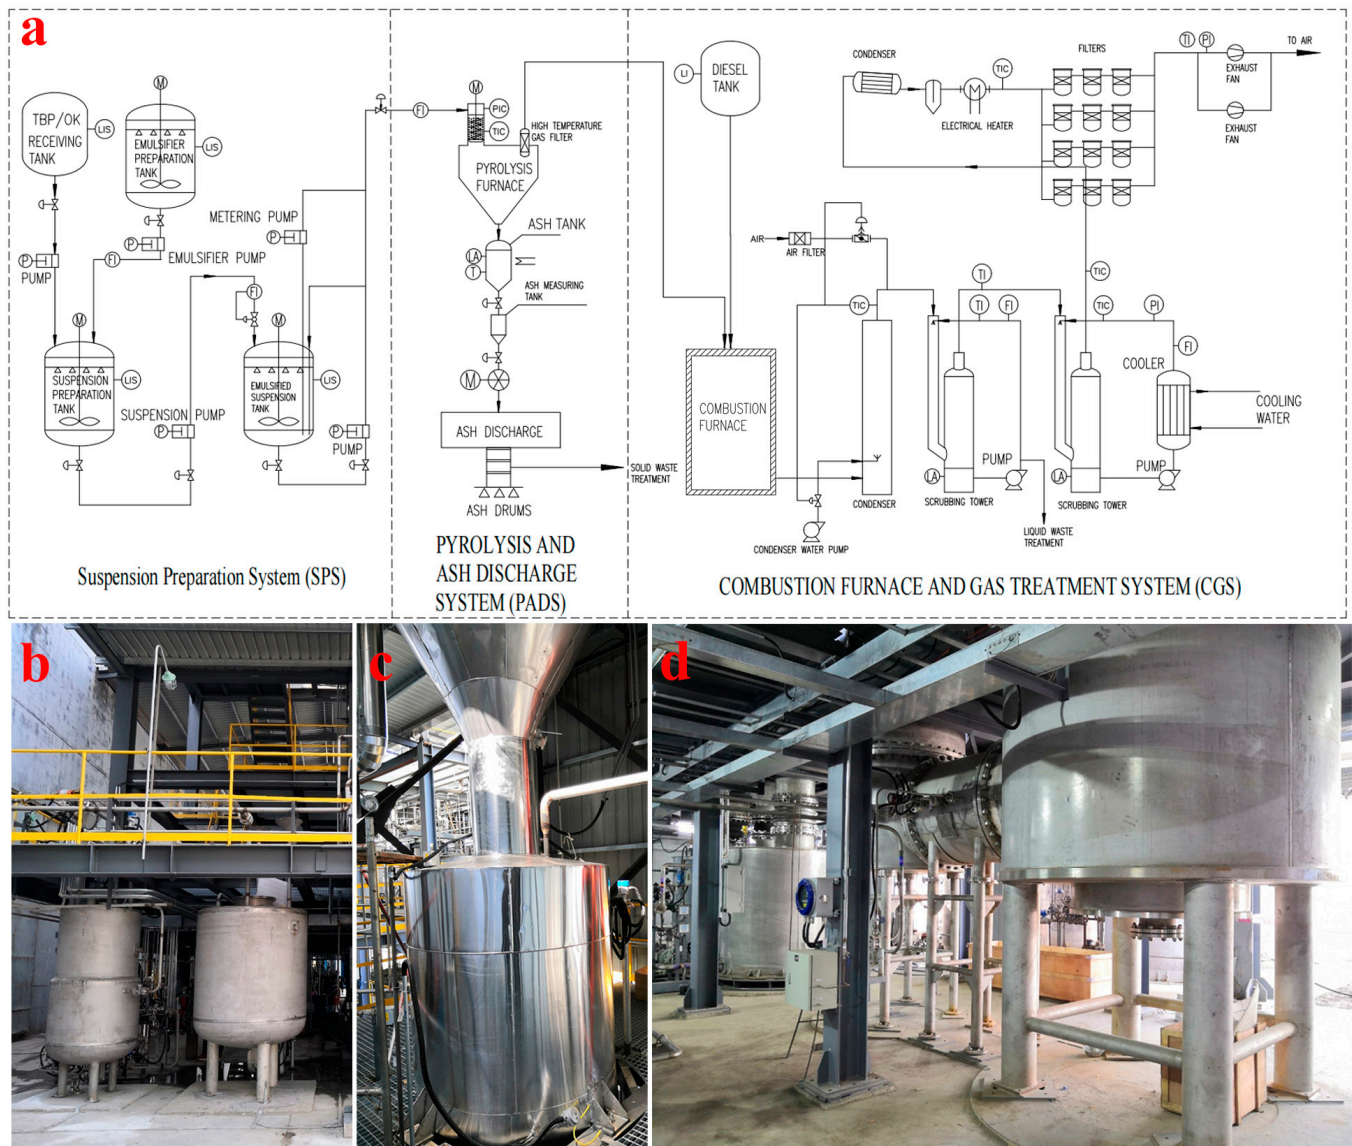 a
TBP/OK
RECEIVING
TANK
LIS
M
EMULSIFIER
PREPARATION
TANK
LIS
METERING PUMP
P
P
PUMP
P
FI
EMULSIFIER PUMP
FI
M
M
SUSPENSION
PREPARATION
TANK
LIS
SUSPENSION PUMP
P
EMULSIFIED
SUSPENSION
TANK
LIS
P
PUMP
Suspension Preparation System (SPS)
FI
M
PIC
TIC
HIGH TEMPERATURE
GAS FILTER
PYROLYSIS
FURNACE
ASH TANK
LA
T
ASH MEASURING
TANK
M
ASH DISCHARGE
SOLID WASTE
TREATMENT
ASH DRUMS
PYROLYSIS AND
ASH DISCHARGE
SYSTEM (PADS)
LI
DIESEL
TANK
CONDENSER
TIC
M
ELECTRICAL HEATER
FILTERS
TI
PI
EXHAUST
FAN
TO AIR
EXHAUST
FAN
AIR
AIR FILTER
TIC
TI
TI
FI
TIC
TIC
PI
FI
COOLER
COOLING
WATER
COMBUSTION
FURNACE
CONDENSER
CONDENSER WATER PUMP
LA
PUMP
SCRUBBING TOWER
LIQUID WASTE
TREATMENT
LA
PUMP
SCRUBBING TOWER
COMBUSTION FURNACE AND GAS TREATMENT SYSTEM (CGS)
b
c
d